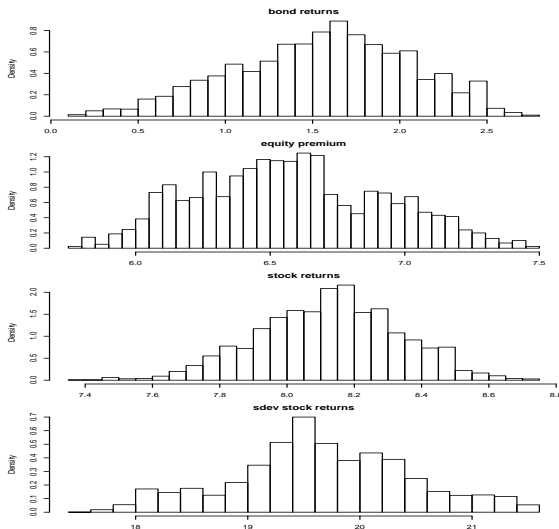 bond returns
Density
0.0 0.2 0.4 0.6 0.8
0.0 0.5 1.0 1.5 2.0 2.5
equity premium
Density
0.0 0.2 0.4 0.6 0.8 1.0 1.2
6.0 6.5 7.0 7.5
stock returns
Density
0.0 0.5 1.0 1.5 2.0
7.4 7.6 7.8 8.0 8.2 8.4 8.6 8.8
sdev stock returns
Density
0.0 0.1 0.2 0.3 0.4 0.5 0.6 0.7
18 19 20 21